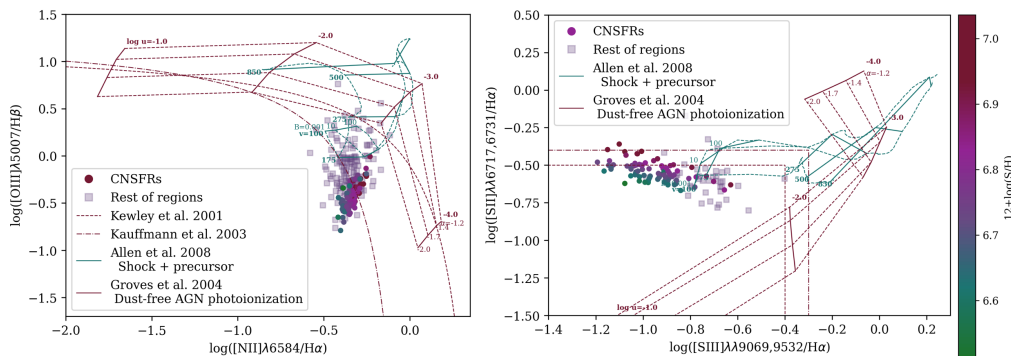 log([OIII]λ5007/Hβ)
1.5
1.0
0.5
0.0
−0.5
−1.0
−1.5
log u=-1.0
-2.0
850
500
-3.0
275
B=0.001
10
v=100
175
-4.0
α=-1.2
-1.7
-2.0
CNSFRs
Rest of regions
Kewley et al. 2001
Kauffmann et al. 2003
Allen et al. 2008
Shock + precursor
Groves et al. 2004
Dust-free AGN photoionization
−2.0
−1.5
−1.0
−0.5
0.0
log([NII]λ6584/Hα)
log([SII]λλ6717,6731/Hα)
0.50
0.25
0.00
−0.25
−0.50
−0.75
−1.00
−1.25
−1.50
CNSFRs
Rest of regions
Allen et al. 2008
Shock + precursor
Groves et al. 2004
Dust-free AGN photoionization
-4.0
α=-1.2
-1.4
-1.7
-2.0
-3.0
100
10
275
500
850
-2.0
log u=-1.0
−1.4
−1.2
−1.0
−0.8
−0.6
−0.4
−0.2
0.0
0.2
log([SIII]λλ9069,9532/Hα)
7.0
6.9
6.8
6.7
6.6
12+log(S/H)